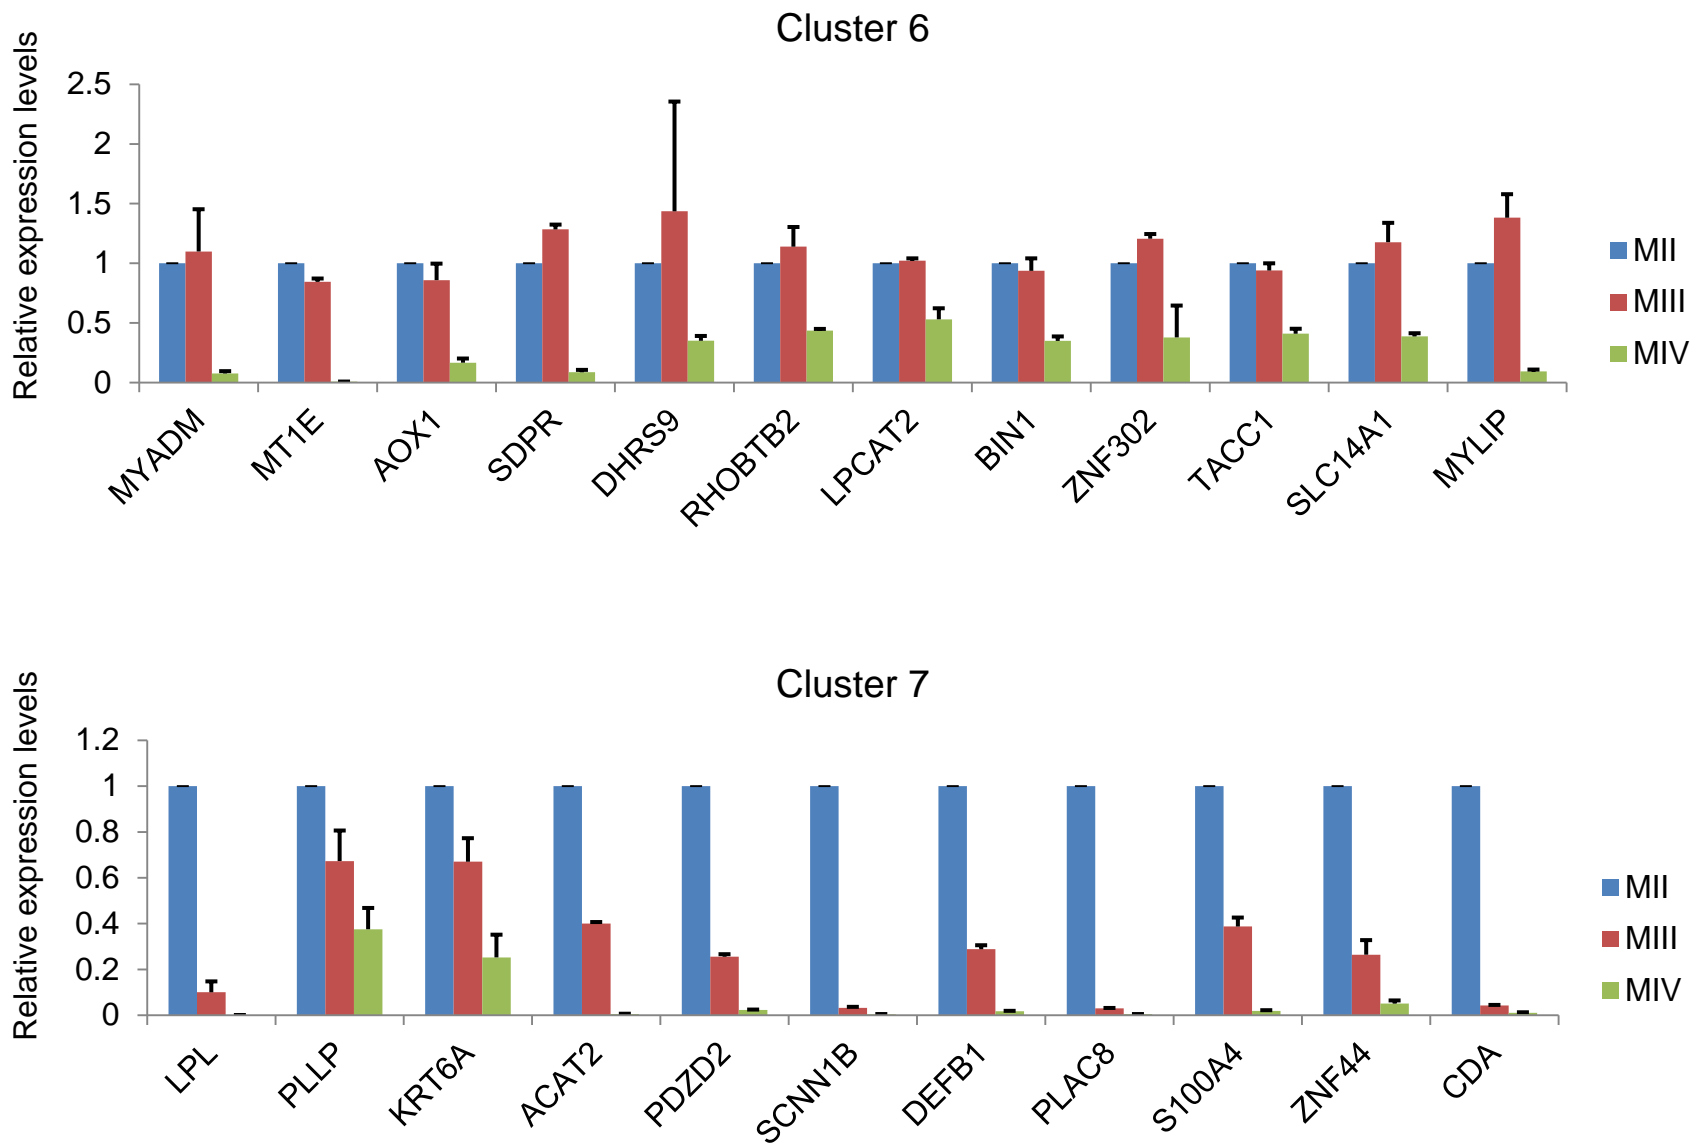 Cluster 6
Relative expression levels
2.5
2
1.5
1
0.5
0
MYADM
MT1E
AOX1
SDPR
DHRS9
RHOBTB2
LPCAT2
BIN1
ZNF302
TACC1
SLC14A1
MYLIP
MII
MIII
MIV
Cluster 7
Relative expression levels
1.2
1
0.8
0.6
0.4
0.2
0
LPL
PLLP
KRT6A
ACAT2
PDZD2
SCNN1B
DEFB1
PLAC8
S100A4
ZNF44
CDA
MII
MIII
MIV